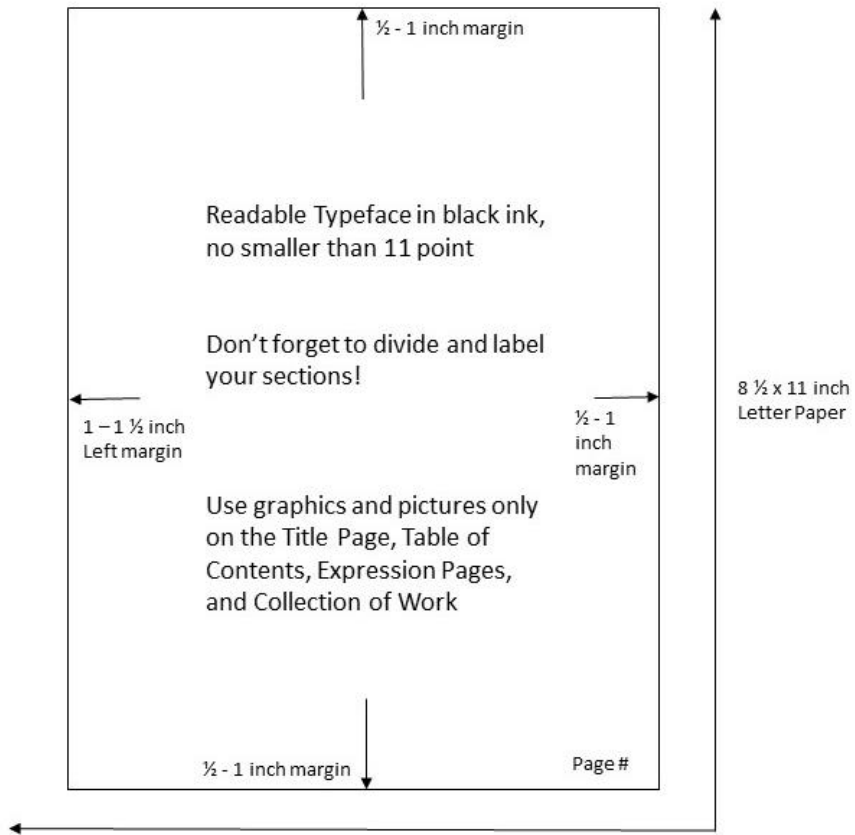 ½ - 1 inch margin
Readable Typeface in black ink,
no smaller than 11 point
Don't forget to divide and label
your sections!
8 ½ x 11 inch
Letter Paper
1 – 1 ½ inch
Left margin
½ - 1
inch
margin
Use graphics and pictures only
on the Title Page, Table of
Contents, Expression Pages,
and Collection of Work
½ - 1 inch margin
Page #